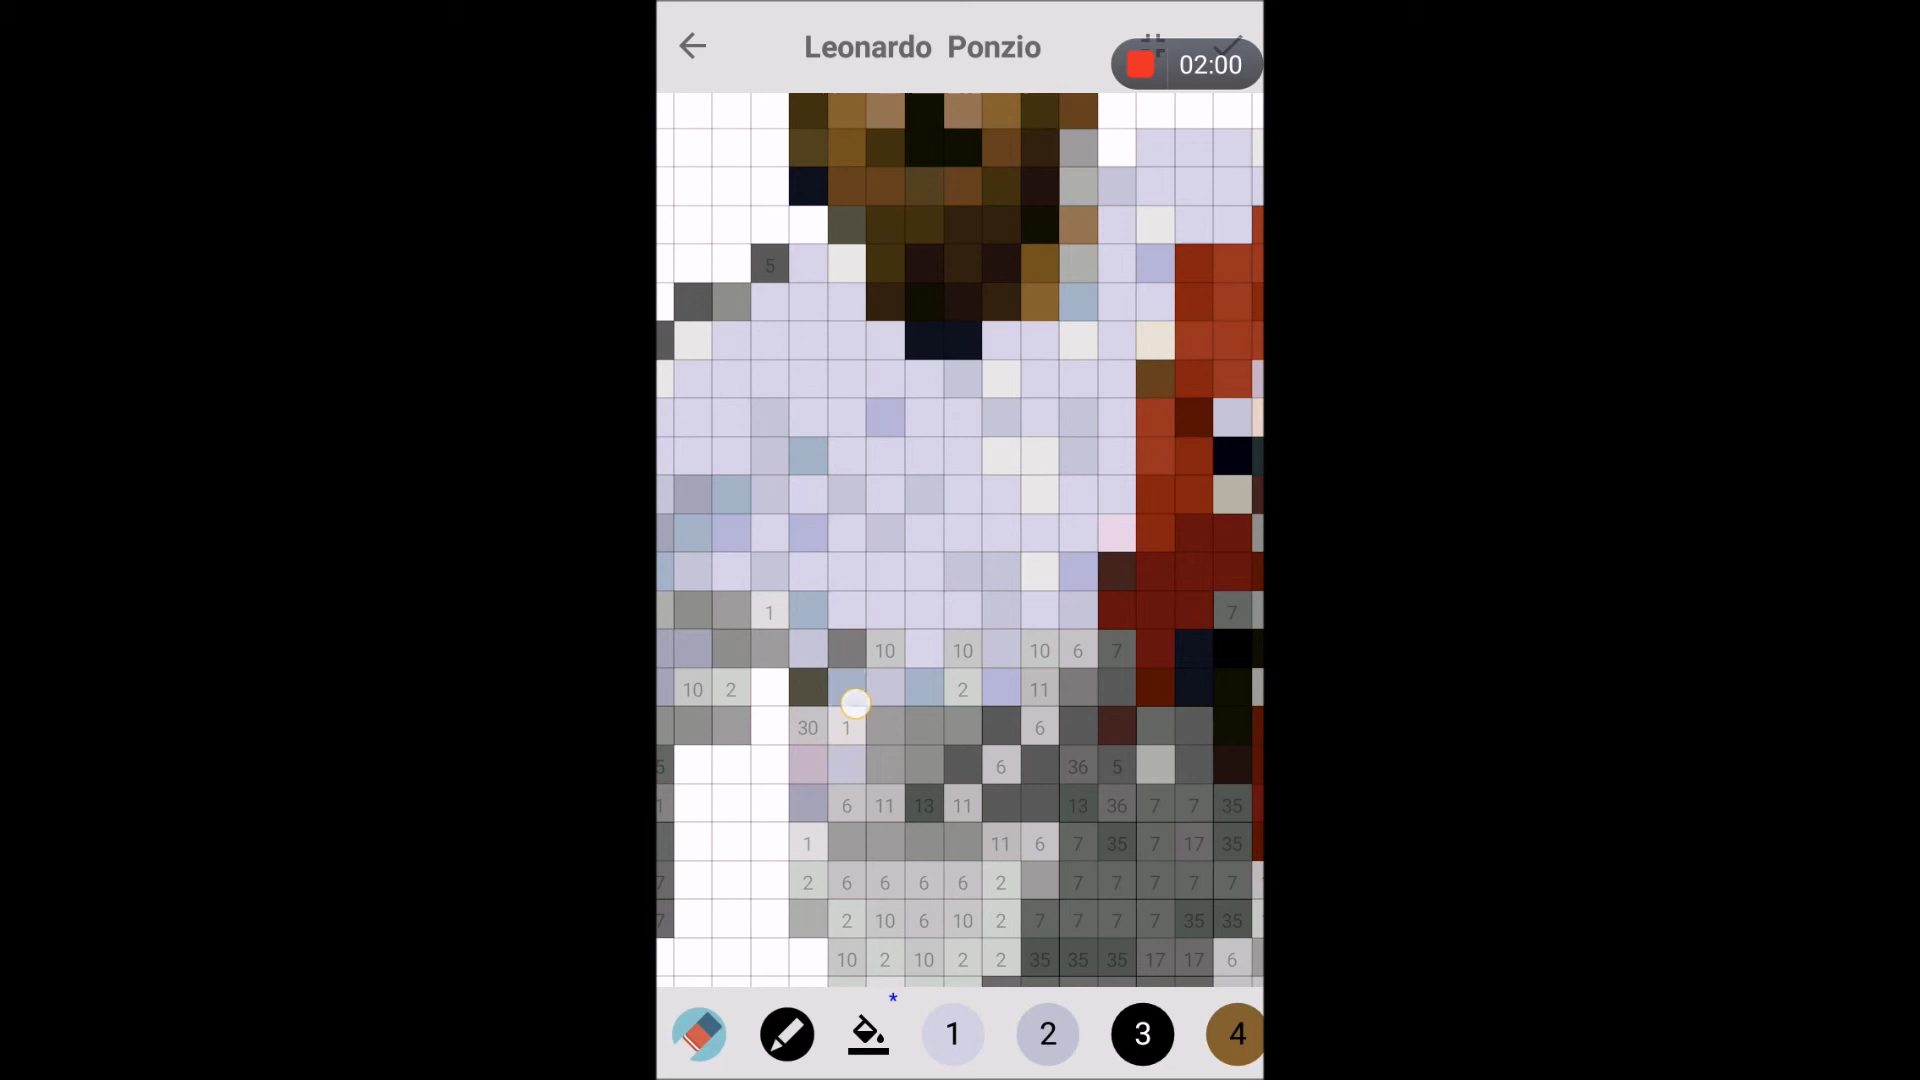 Leonardo Ponzio
02:00
5
1 7
10 10 10 6 7
10 2 2 11
30 1 6
5 6 36 5
1 6 11 13 11 13 36 7 7 35
1 11 6 7 35 7 17 35
7 2 6 6 6 6 2 7 7 7 7 7
7 2 10 6 10 2 7 7 7 7 35 35
10 2 10 2 2 35 35 35 17 17 6
*
1 2 3 4